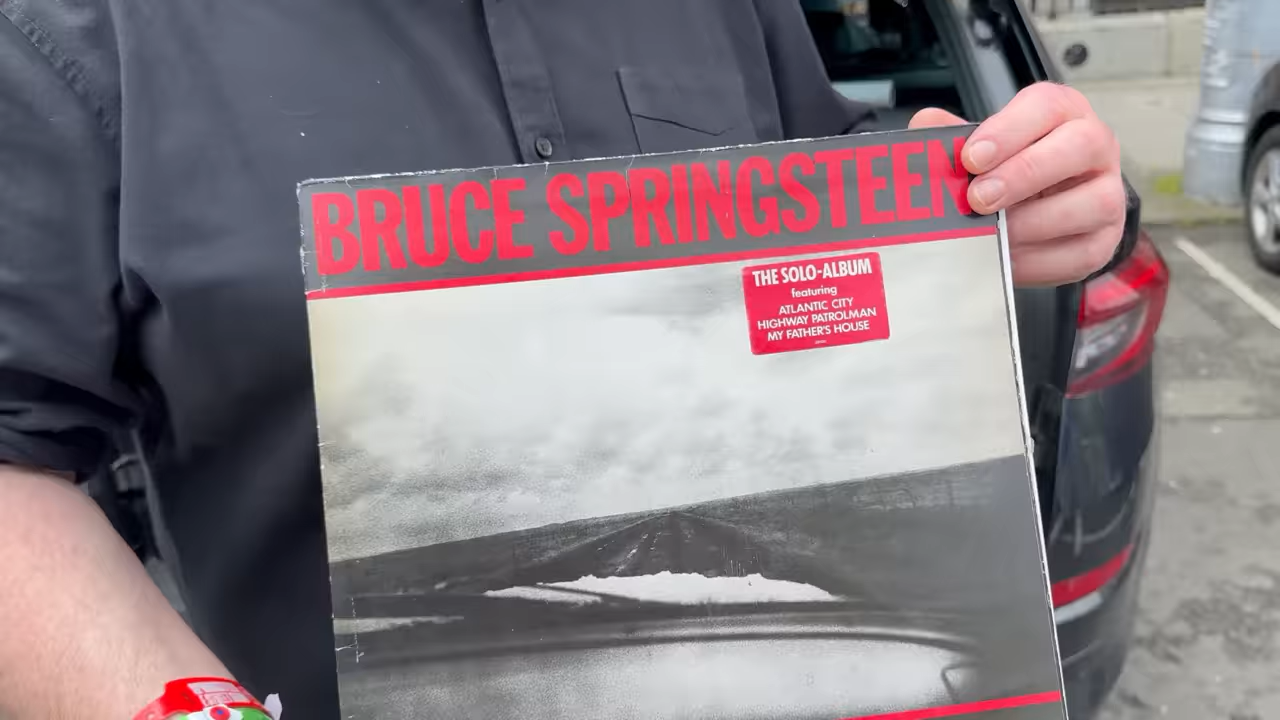 BRUCE SPRINGSTEEN
THE SOLO-ALBUM
featuring
ATLANTIC CITY
HIGHWAY PATROLMAN
MY FATHER'S HOUSE